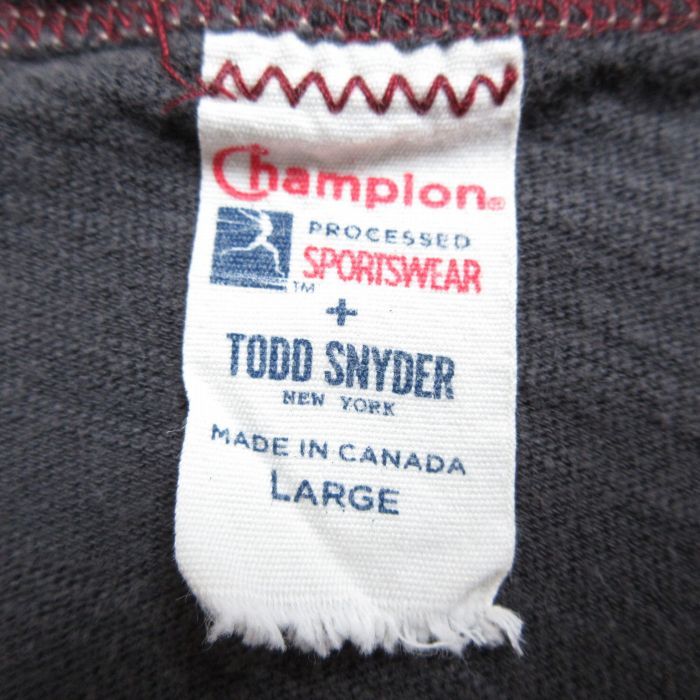 Champion®
PROCESSED
SPORTSWEAR
™
+
TODD SNYDER
NEW YORK
MADE IN CANADA
LARGE